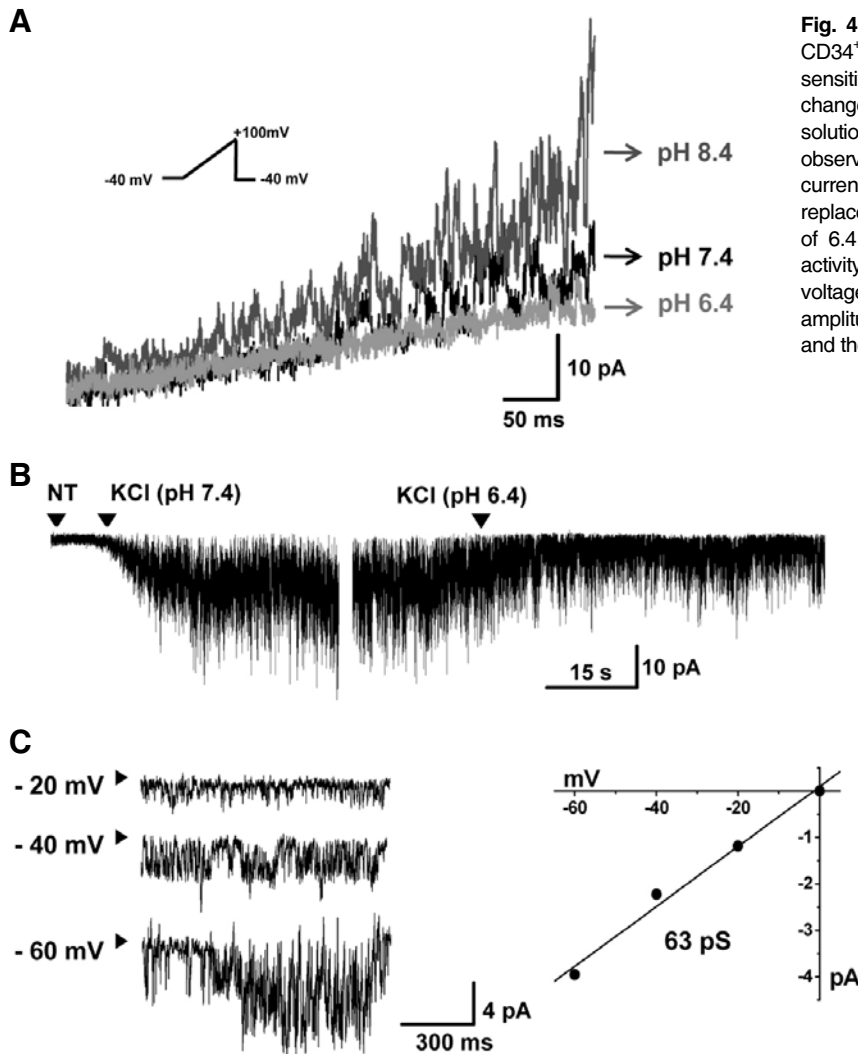 A
Fig. 4
CD34+
sensitiv
change
solutio
observ
curren
replac
of 6.4
activity
voltage
amplitu
and the
+100mV
-40 mV
-40 mV
pH 8.4
pH 7.4
pH 6.4
10 pA
50 ms
B
NT
KCl (pH 7.4)
KCl (pH 6.4)
15 s
10 pA
C
- 20 mV
- 40 mV
- 60 mV
4 pA
300 ms
mV
-60
-40
-20
-1
-2
-3
-4
63 pS
pA